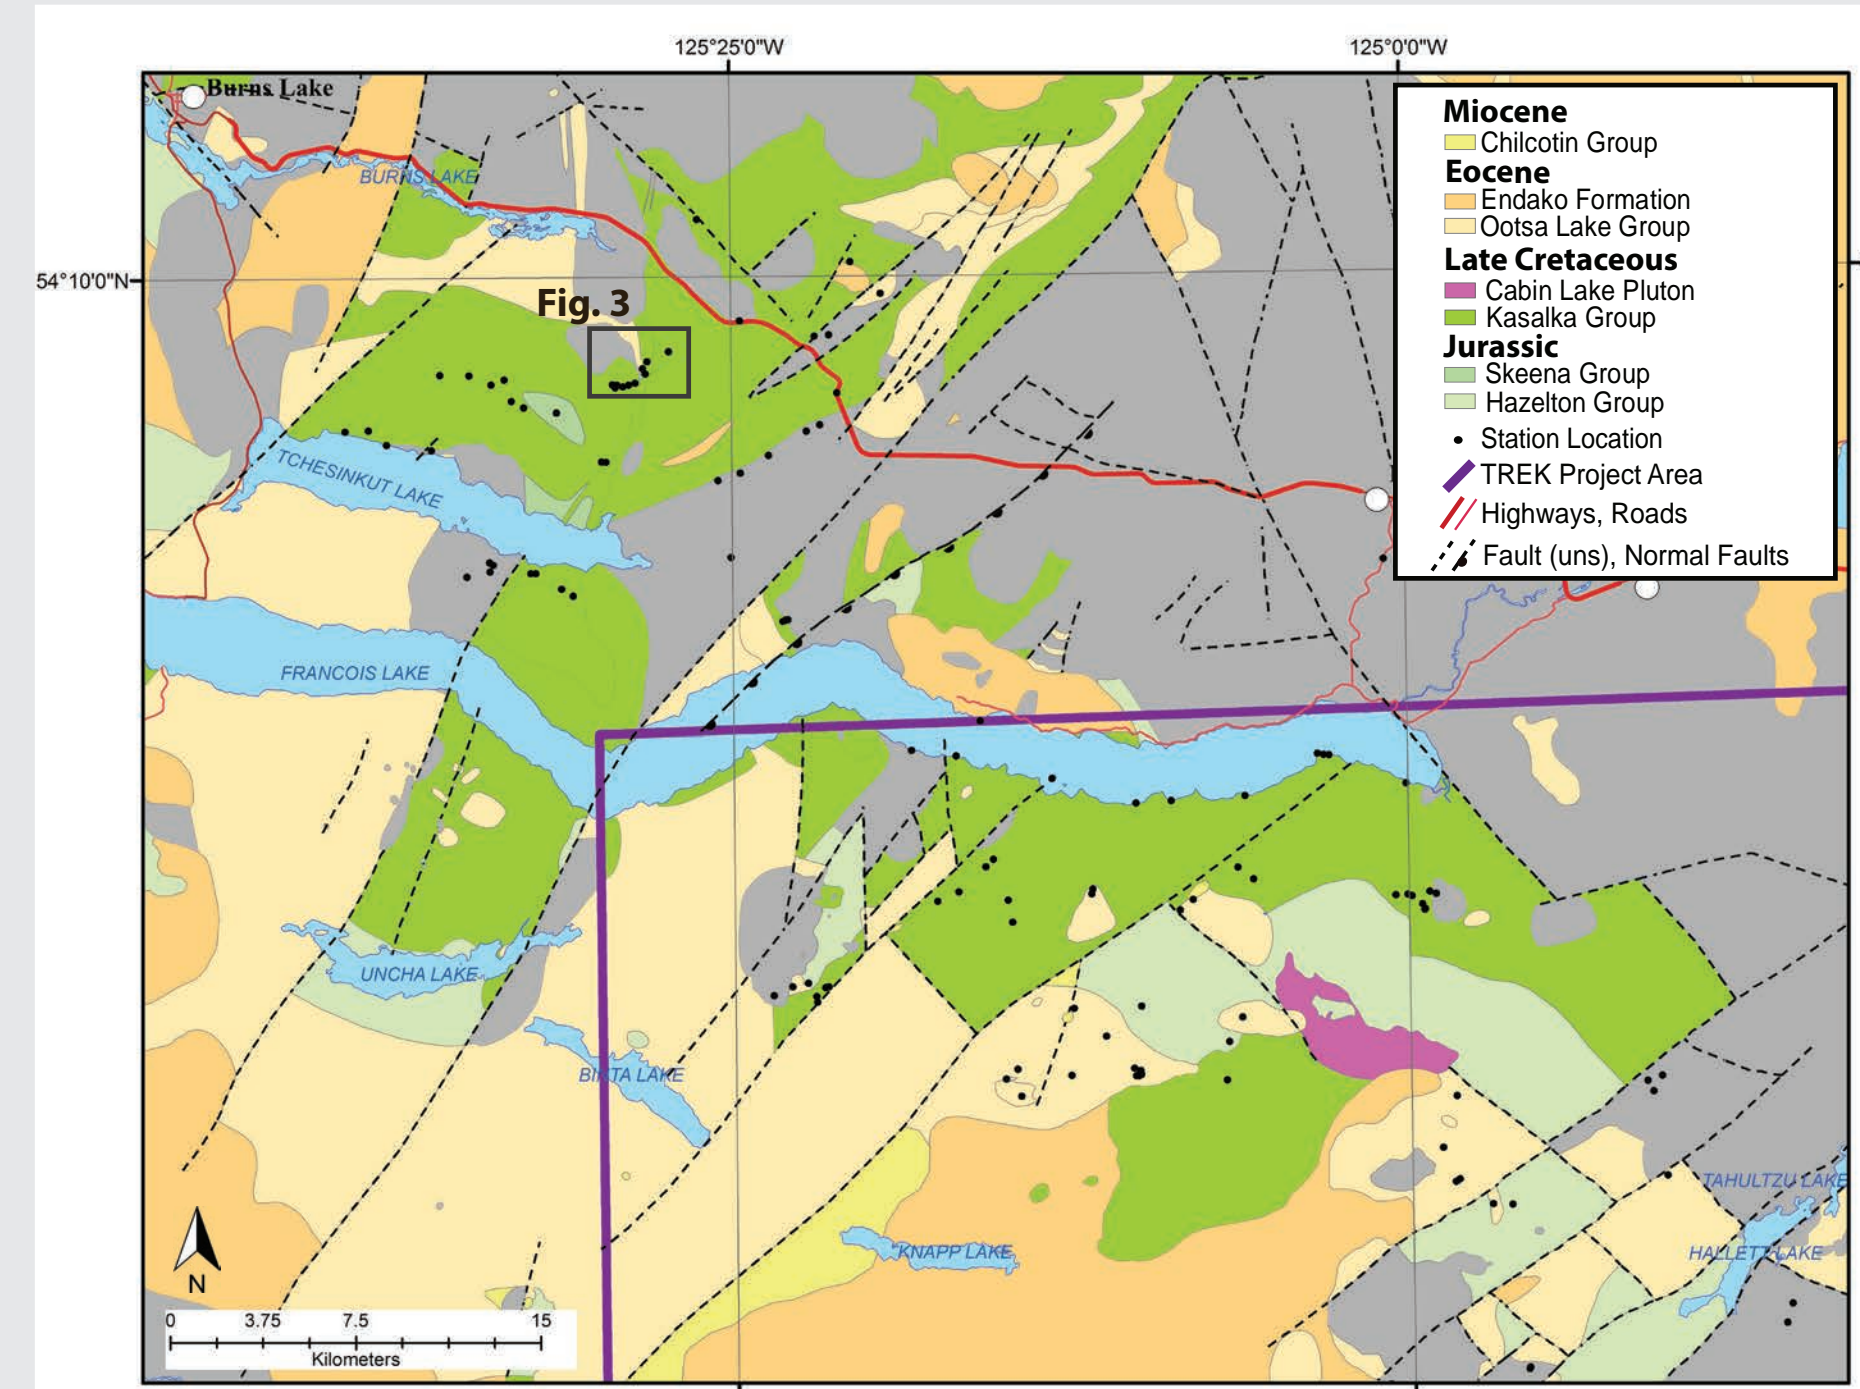 125°25'0"W
125°0'0"W
Burns Lake
BURNS LAKE
54°10'0"N
Fig. 3
TCHESINKUT LAKE
FRANCOIS LAKE
UNCHA LAKE
BINTA LAKE
KNAPP LAKE
TAHULTZU LAKE
HALLETT LAKE
N
0 3.75 7.5 15
Kilometers
Miocene
Chilcotin Group
Eocene
Endako Formation
Ootsa Lake Group
Late Cretaceous
Cabin Lake Pluton
Kasalka Group
Jurassic
Skeena Group
Hazelton Group
Station Location
TREK Project Area
Highways, Roads
Fault (uns), Normal Faults